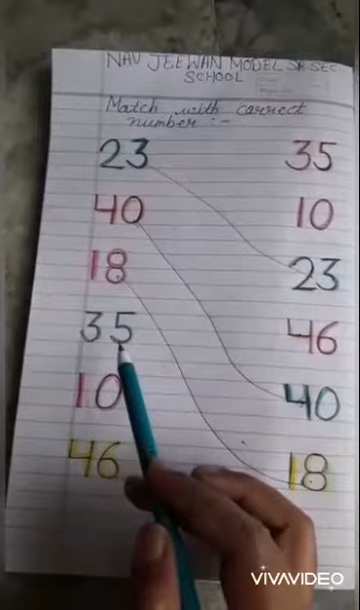 NAV JEEWAN MODEL SR SEC.
SCHOOL
Match with correct
number :-
23 35
40 10
18 23
35 46
10 40
46 18
VIVAVIDEO